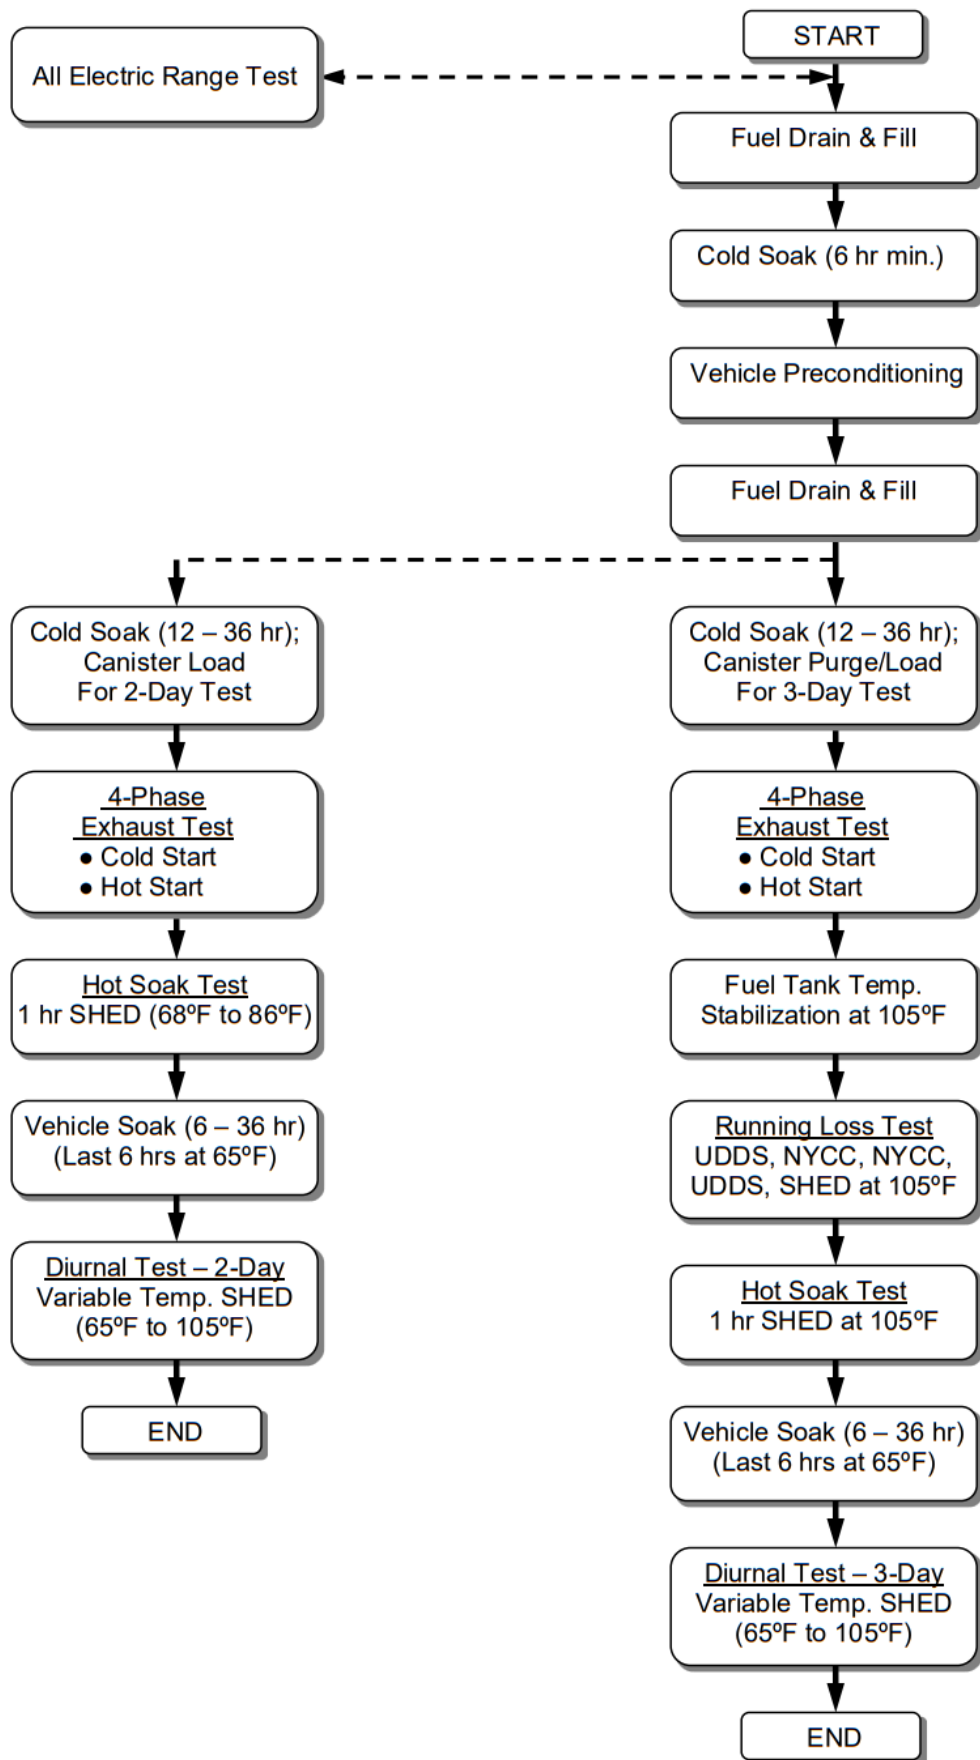 START
All Electric Range Test
Fuel Drain & Fill
Cold Soak (6 hr min.)
Vehicle Preconditioning
Fuel Drain & Fill
Cold Soak (12 – 36 hr);
Canister Load
For 2-Day Test
4-Phase
Exhaust Test
● Cold Start
● Hot Start
Hot Soak Test
1 hr SHED (68ºF to 86ºF)
Vehicle Soak (6 – 36 hr)
(Last 6 hrs at 65ºF)
Diurnal Test – 2-Day
Variable Temp. SHED
(65ºF to 105ºF)
END
Cold Soak (12 – 36 hr);
Canister Purge/Load
For 3-Day Test
4-Phase
Exhaust Test
● Cold Start
● Hot Start
Fuel Tank Temp.
Stabilization at 105ºF
Running Loss Test
UDDS, NYCC, NYCC,
UDDS, SHED at 105ºF
Hot Soak Test
1 hr SHED at 105ºF
Vehicle Soak (6 – 36 hr)
(Last 6 hrs at 65ºF)
Diurnal Test – 3-Day
Variable Temp. SHED
(65ºF to 105ºF)
END